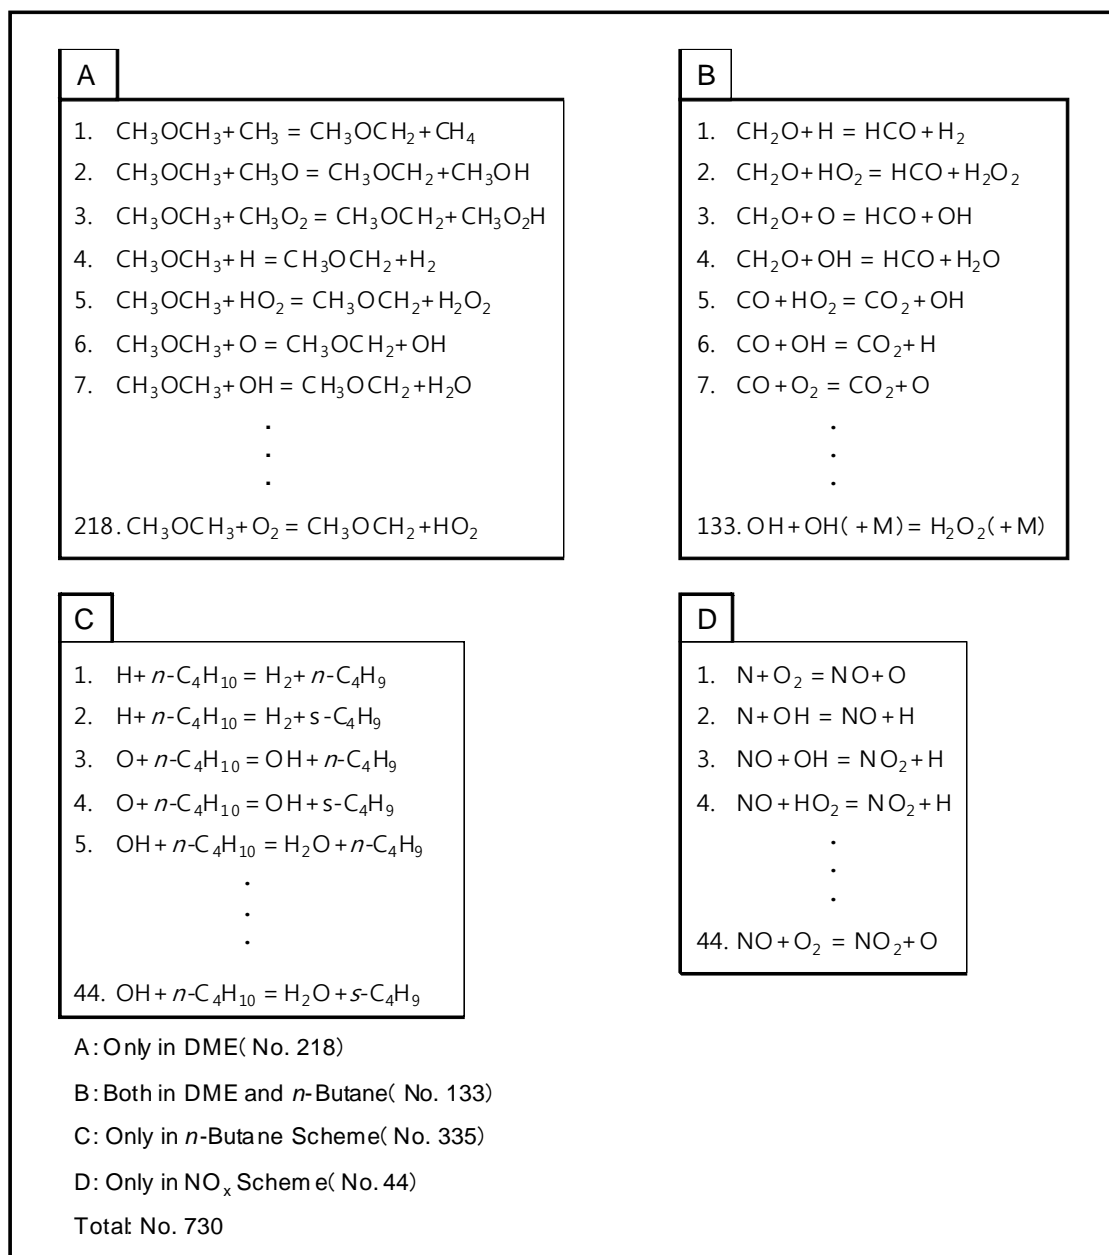 A
1. CH₃OCH₃+CH₃ = CH₃OCH₂+CH₄
2. CH₃OCH₃+CH₃O = CH₃OCH₂+CH₃OH
3. CH₃OCH₃+CH₃O₂ = CH₃OCH₂+CH₃O₂H
4. CH₃OCH₃+H = CH₃OCH₂+H₂
5. CH₃OCH₃+HO₂ = CH₃OCH₂+H₂O₂
6. CH₃OCH₃+O = CH₃OCH₂+OH
7. CH₃OCH₃+OH = CH₃OCH₂+H₂O
.
.
.
218. CH₃OCH₃+O₂ = CH₃OCH₂+HO₂
B
1. CH₂O+H = HCO+H₂
2. CH₂O+HO₂ = HCO+H₂O₂
3. CH₂O+O = HCO+OH
4. CH₂O+OH = HCO+H₂O
5. CO+HO₂ = CO₂+OH
6. CO+OH = CO₂+H
7. CO+O₂ = CO₂+O
.
.
.
133. OH+OH(+M) = H₂O₂(+M)
C
1. H+n-C₄H₁₀ = H₂+n-C₄H₉
2. H+n-C₄H₁₀ = H₂+s-C₄H₉
3. O+n-C₄H₁₀ = OH+n-C₄H₉
4. O+n-C₄H₁₀ = OH+s-C₄H₉
5. OH+n-C₄H₁₀ = H₂O+n-C₄H₉
.
.
.
44. OH+n-C₄H₁₀ = H₂O+s-C₄H₉
D
1. N+O₂ = NO+O
2. N+OH = NO+H
3. NO+OH = NO₂+H
4. NO+HO₂ = NO₂+H
.
.
.
44. NO+O₂ = NO₂+O
A: Only in DME( No. 218)
B: Both in DME and n-Butane( No. 133)
C: Only in n-Butane Scheme( No. 335)
D: Only in NOₓ Scheme( No. 44)
Total: No. 730